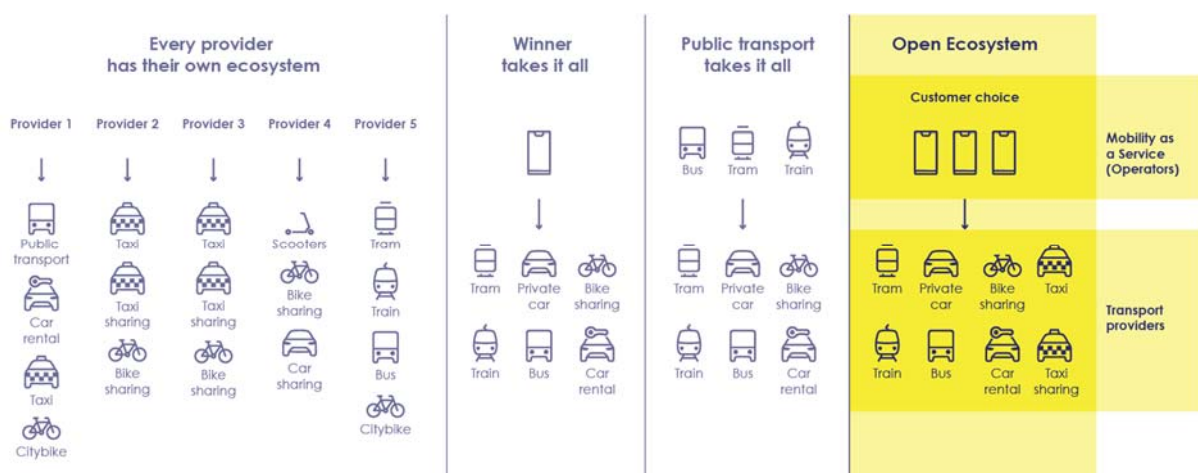 Every provider
has their own ecosystem
Provider 1
Provider 2
Provider 3
Provider 4
Provider 5
Public
transport
Car
rental
Taxi
Citybike
Taxi
Taxi
sharing
Bike
sharing
Taxi
Taxi
sharing
Bike
sharing
Scooters
Bike
sharing
Car
sharing
Tram
Train
Bus
Citybike
Winner
takes it all
Tram
Private
car
Bike
sharing
Train
Bus
Car
rental
Public transport
takes it all
Bus
Tram
Train
Tram
Private
car
Bike
sharing
Train
Bus
Car
rental
Open Ecosystem
Customer choice
Mobility as
a Service
(Operators)
Tram
Private
car
Bike
sharing
Taxi
Train
Bus
Car
rental
Taxi
sharing
Transport
providers